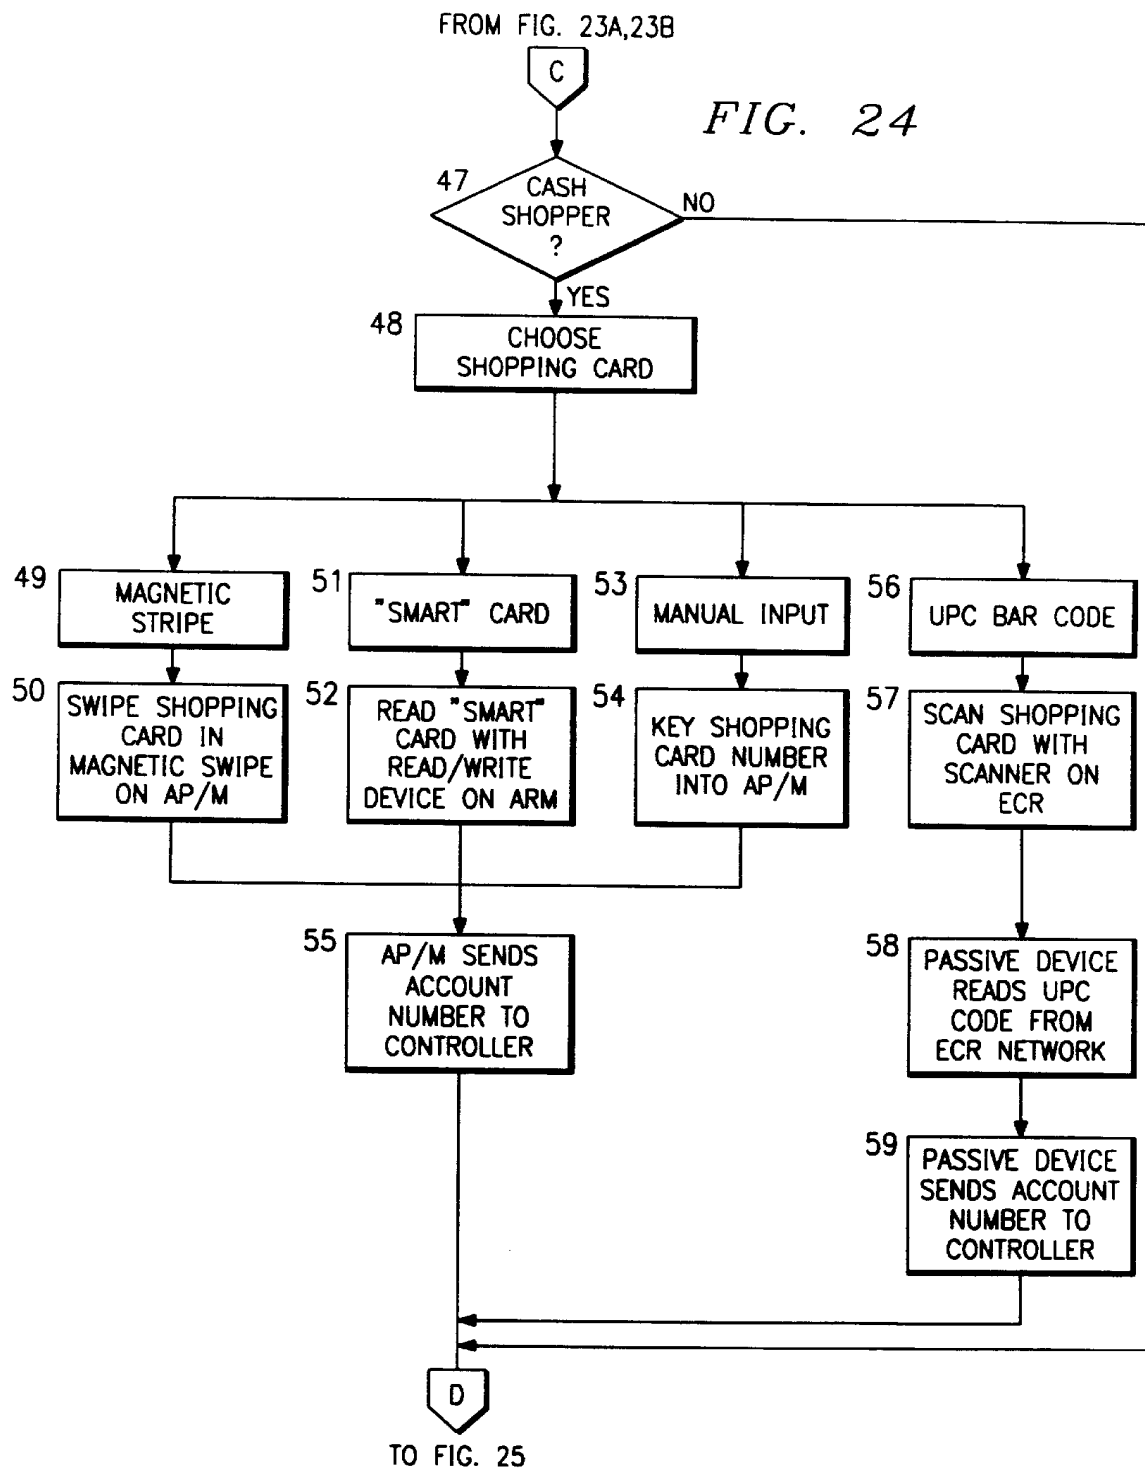 FROM FIG. 23A,23B
C
FIG. 24
47
CASH
SHOPPER
?
NO
YES
48
CHOOSE
SHOPPING CARD
49
MAGNETIC
STRIPE
51
"SMART" CARD
53
MANUAL INPUT
56
UPC BAR CODE
50
SWIPE SHOPPING
CARD IN
MAGNETIC SWIPE
ON AP/M
52
READ "SMART"
CARD WITH
READ/WRITE
DEVICE ON ARM
54
KEY SHOPPING
CARD NUMBER
INTO AP/M
57
SCAN SHOPPING
CARD WITH
SCANNER ON
ECR
55
AP/M SENDS
ACCOUNT
NUMBER TO
CONTROLLER
58
PASSIVE DEVICE
READS UPC
CODE FROM
ECR NETWORK
59
PASSIVE DEVICE
SENDS ACCOUNT
NUMBER TO
CONTROLLER
D
TO FIG. 25